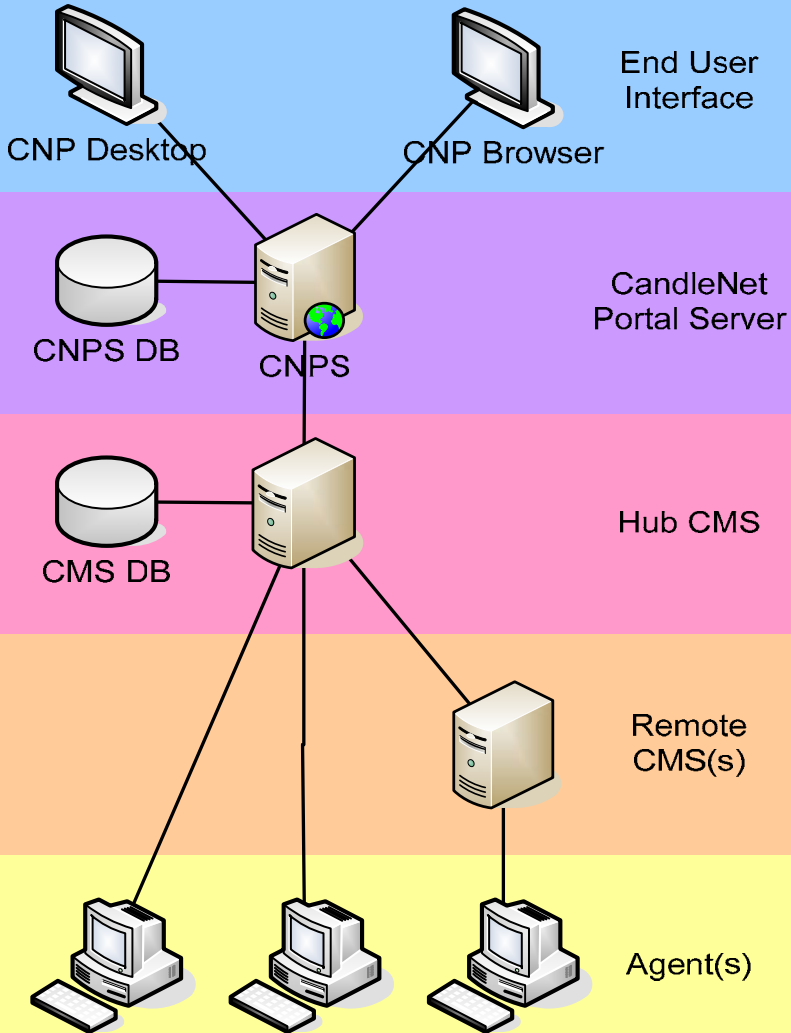 End User
Interface
CNP Desktop
CNP Browser
CandleNet
Portal Server
CNPS DB
CNPS
Hub CMS
CMS DB
Remote
CMS(s)
Agent(s)